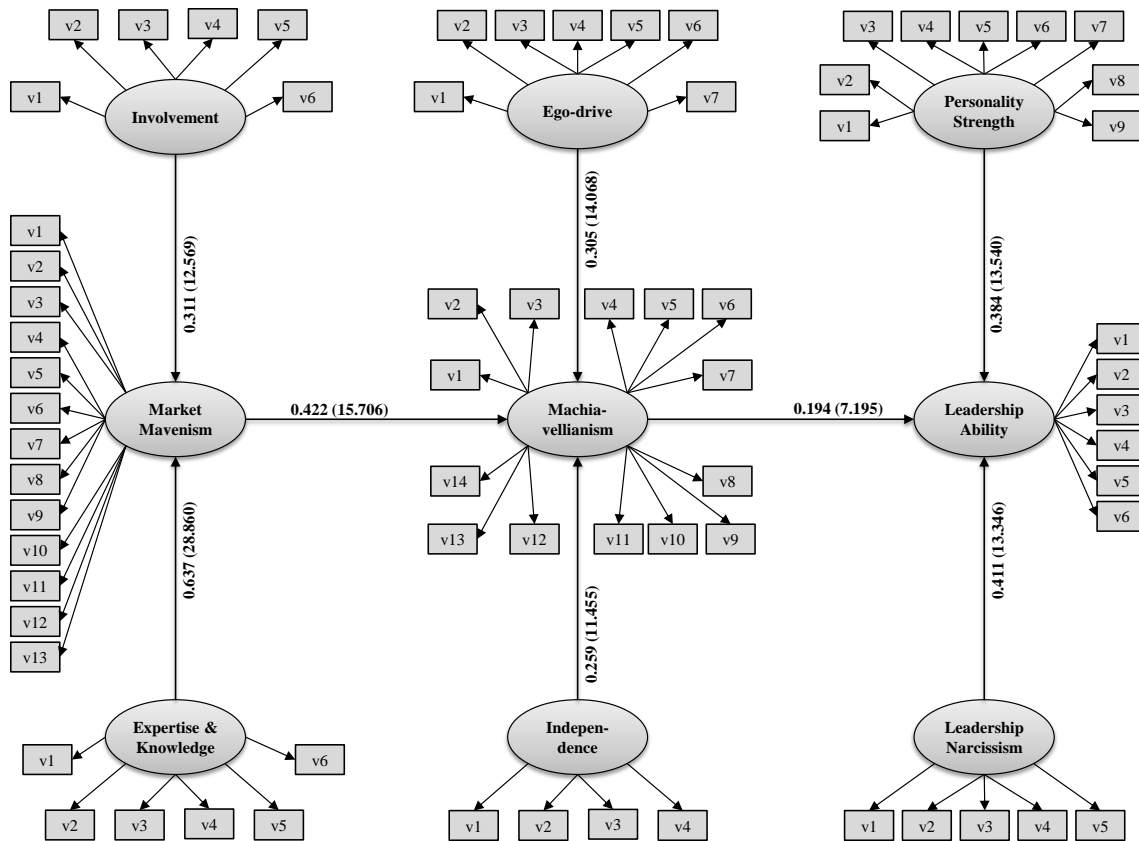 v2
v3
v4
v5
v1
v6
Involvement
v2
v3
v4
v5
v6
v1
v7
Ego-drive
v3
v4
v5
v6
v7
v2
v8
v1
v9
Personality
Strength
0.311 (12.569)
0.305 (14.068)
0.384 (13.540)
v1
v2
v3
v4
v5
v6
v7
v8
v9
v10
v11
v12
v13
Market
Mavenism
0.422 (15.706)
v2
v3
v4
v5
v6
v1
v7
Machia-
vellianism
v14
v8
v13
v12
v11
v10
v9
0.194 (7.195)
Leadership
Ability
v1
v2
v3
v4
v5
v6
0.637 (28.860)
0.259 (11.455)
0.411 (13.346)
Expertise &
Knowledge
v1
v6
v2
v3
v4
v5
Indepen-
dence
v1
v2
v3
v4
Leadership
Narcissism
v1
v2
v3
v4
v5